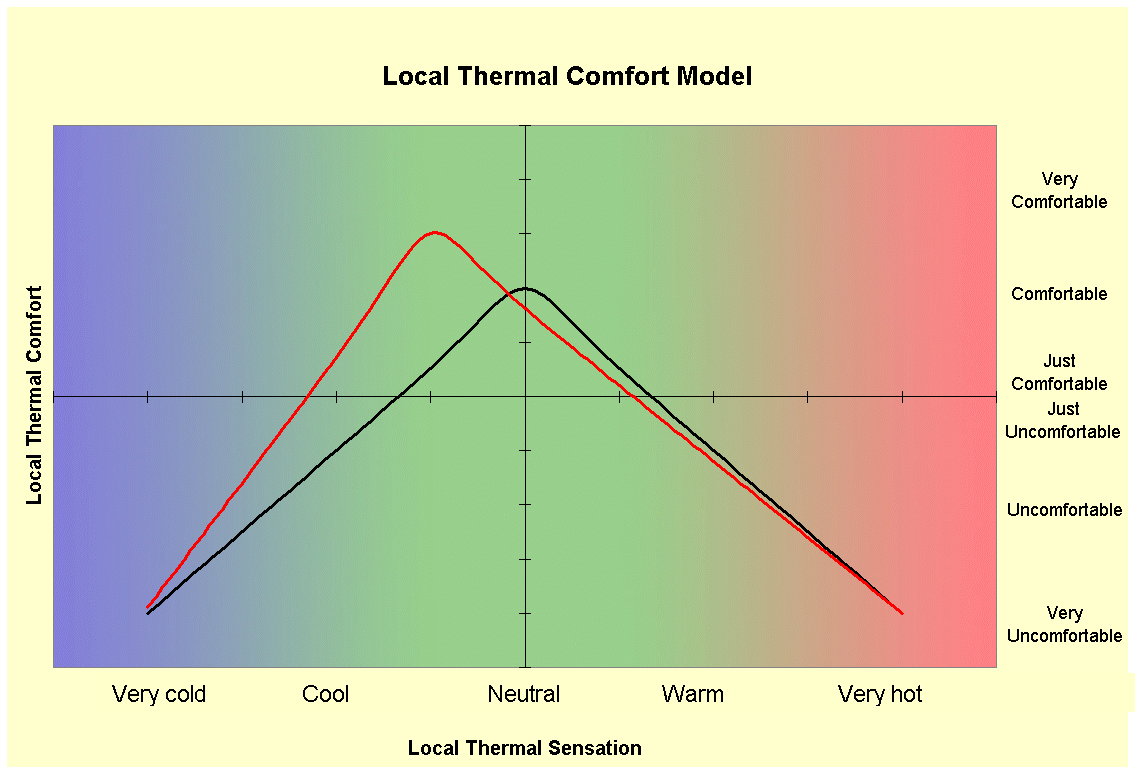 Local Thermal Comfort Model
Very
Comfortable
Comfortable
Just
Comfortable
Just
Uncomfortable
Uncomfortable
Very
Uncomfortable
Local Thermal Comfort
Very cold Cool Neutral Warm Very hot
Local Thermal Sensation